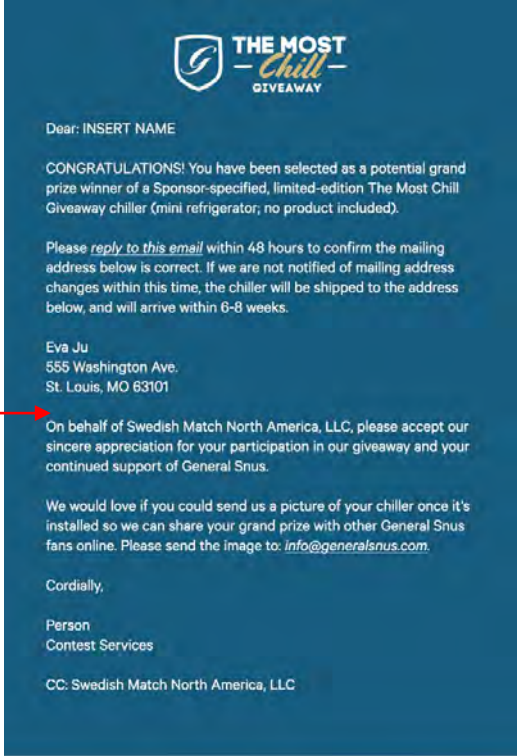 G
THE MOST
– Chill –
GIVEAWAY
Dear: INSERT NAME
CONGRATULATIONS! You have been selected as a potential grand
prize winner of a Sponsor-specified, limited-edition The Most Chill
Giveaway chiller (mini refrigerator; no product included).
Please reply to this email within 48 hours to confirm the mailing
address below is correct. If we are not notified of mailing address
changes within this time, the chiller will be shipped to the address
below, and will arrive within 6-8 weeks.
Eva Ju
555 Washington Ave.
St. Louis, MO 63101
On behalf of Swedish Match North America, LLC, please accept our
sincere appreciation for your participation in our giveaway and your
continued support of General Snus.
We would love if you could send us a picture of your chiller once it's
installed so we can share your grand prize with other General Snus
fans online. Please send the image to: info@generalsnus.com.
Cordially,
Person
Contest Services
CC: Swedish Match North America, LLC